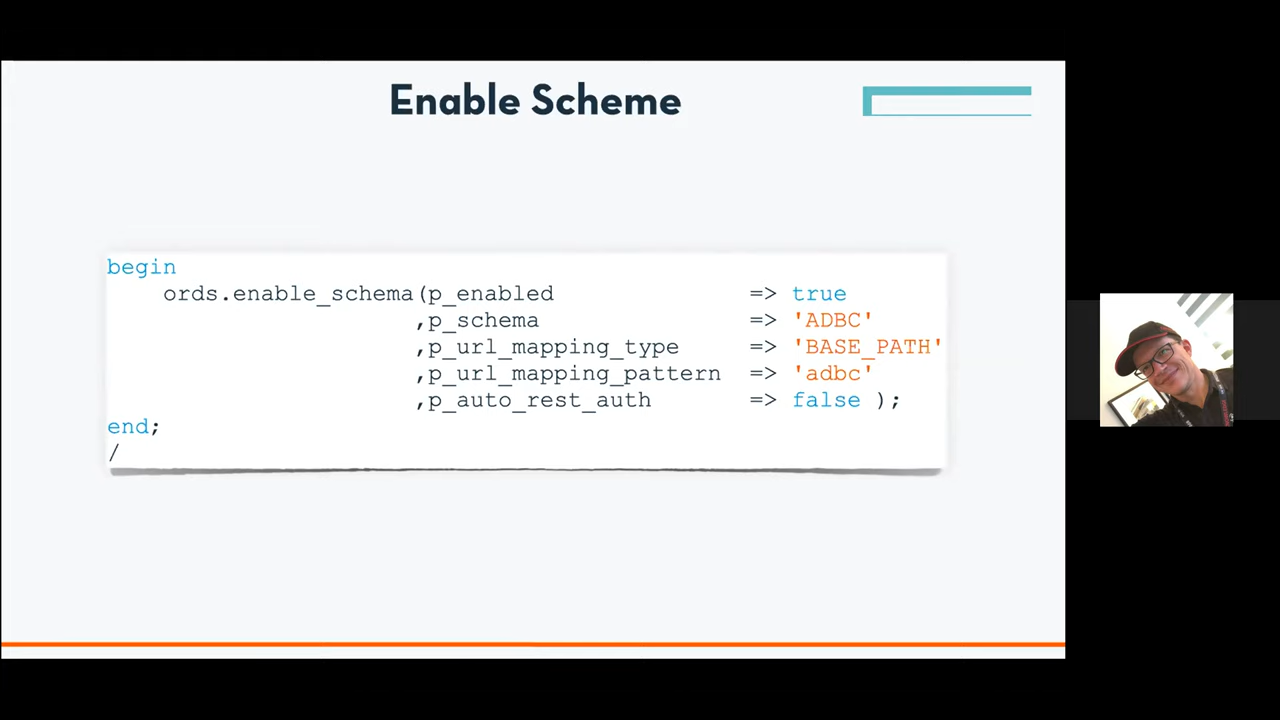 Enable Scheme
begin
    ords.enable_schema(p_enabled              => true
                      ,p_schema               => 'ADBC'
                      ,p_url_mapping_type     => 'BASE_PATH'
                      ,p_url_mapping_pattern  => 'adbc'
                      ,p_auto_rest_auth       => false );
end;
/